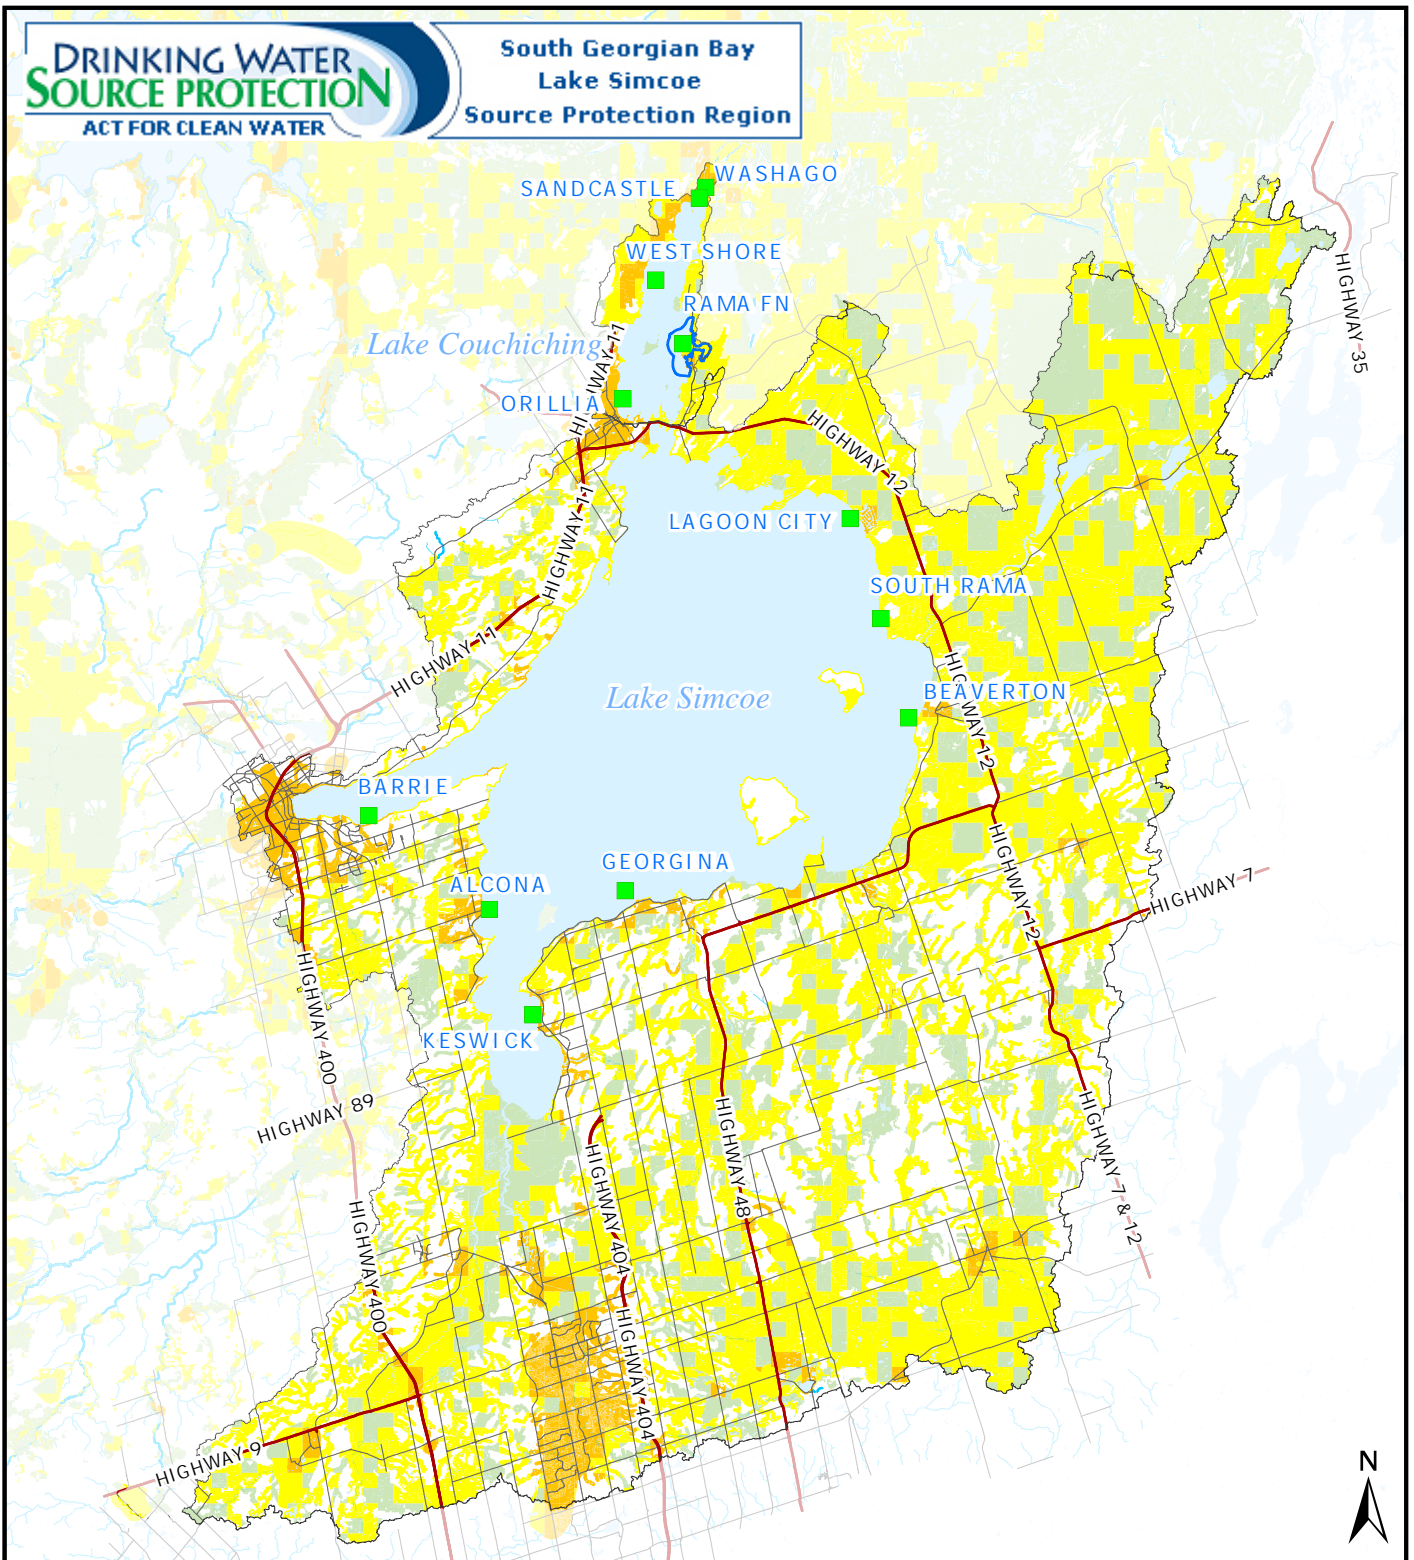 DRINKING WATER
SOURCE PROTECTION
ACT FOR CLEAN WATER
South Georgian Bay
Lake Simcoe
Source Protection Region
WASHAGO
SANDCASTLE
WEST SHORE
RAMA FN
HIGHWAY 35
Lake Couchiching
HIGHWAY 11
ORILLIA
HIGHWAY 12
LAGOON CITY
HIGHWAY 11
SOUTH RAMA
HIGHWAY 11
Lake Simcoe
BEAVERTON
HIGHWAY 12
BARRIE
GEORGINA
ALCONA
HIGHWAY 12
HIGHWAY 7
HIGHWAY 400
KESWICK
HIGHWAY 89
HIGHWAY 48
HIGHWAY 7 & 12
HIGHWAY 404
HIGHWAY 400
HIGHWAY 404
HIGHWAY 9
N